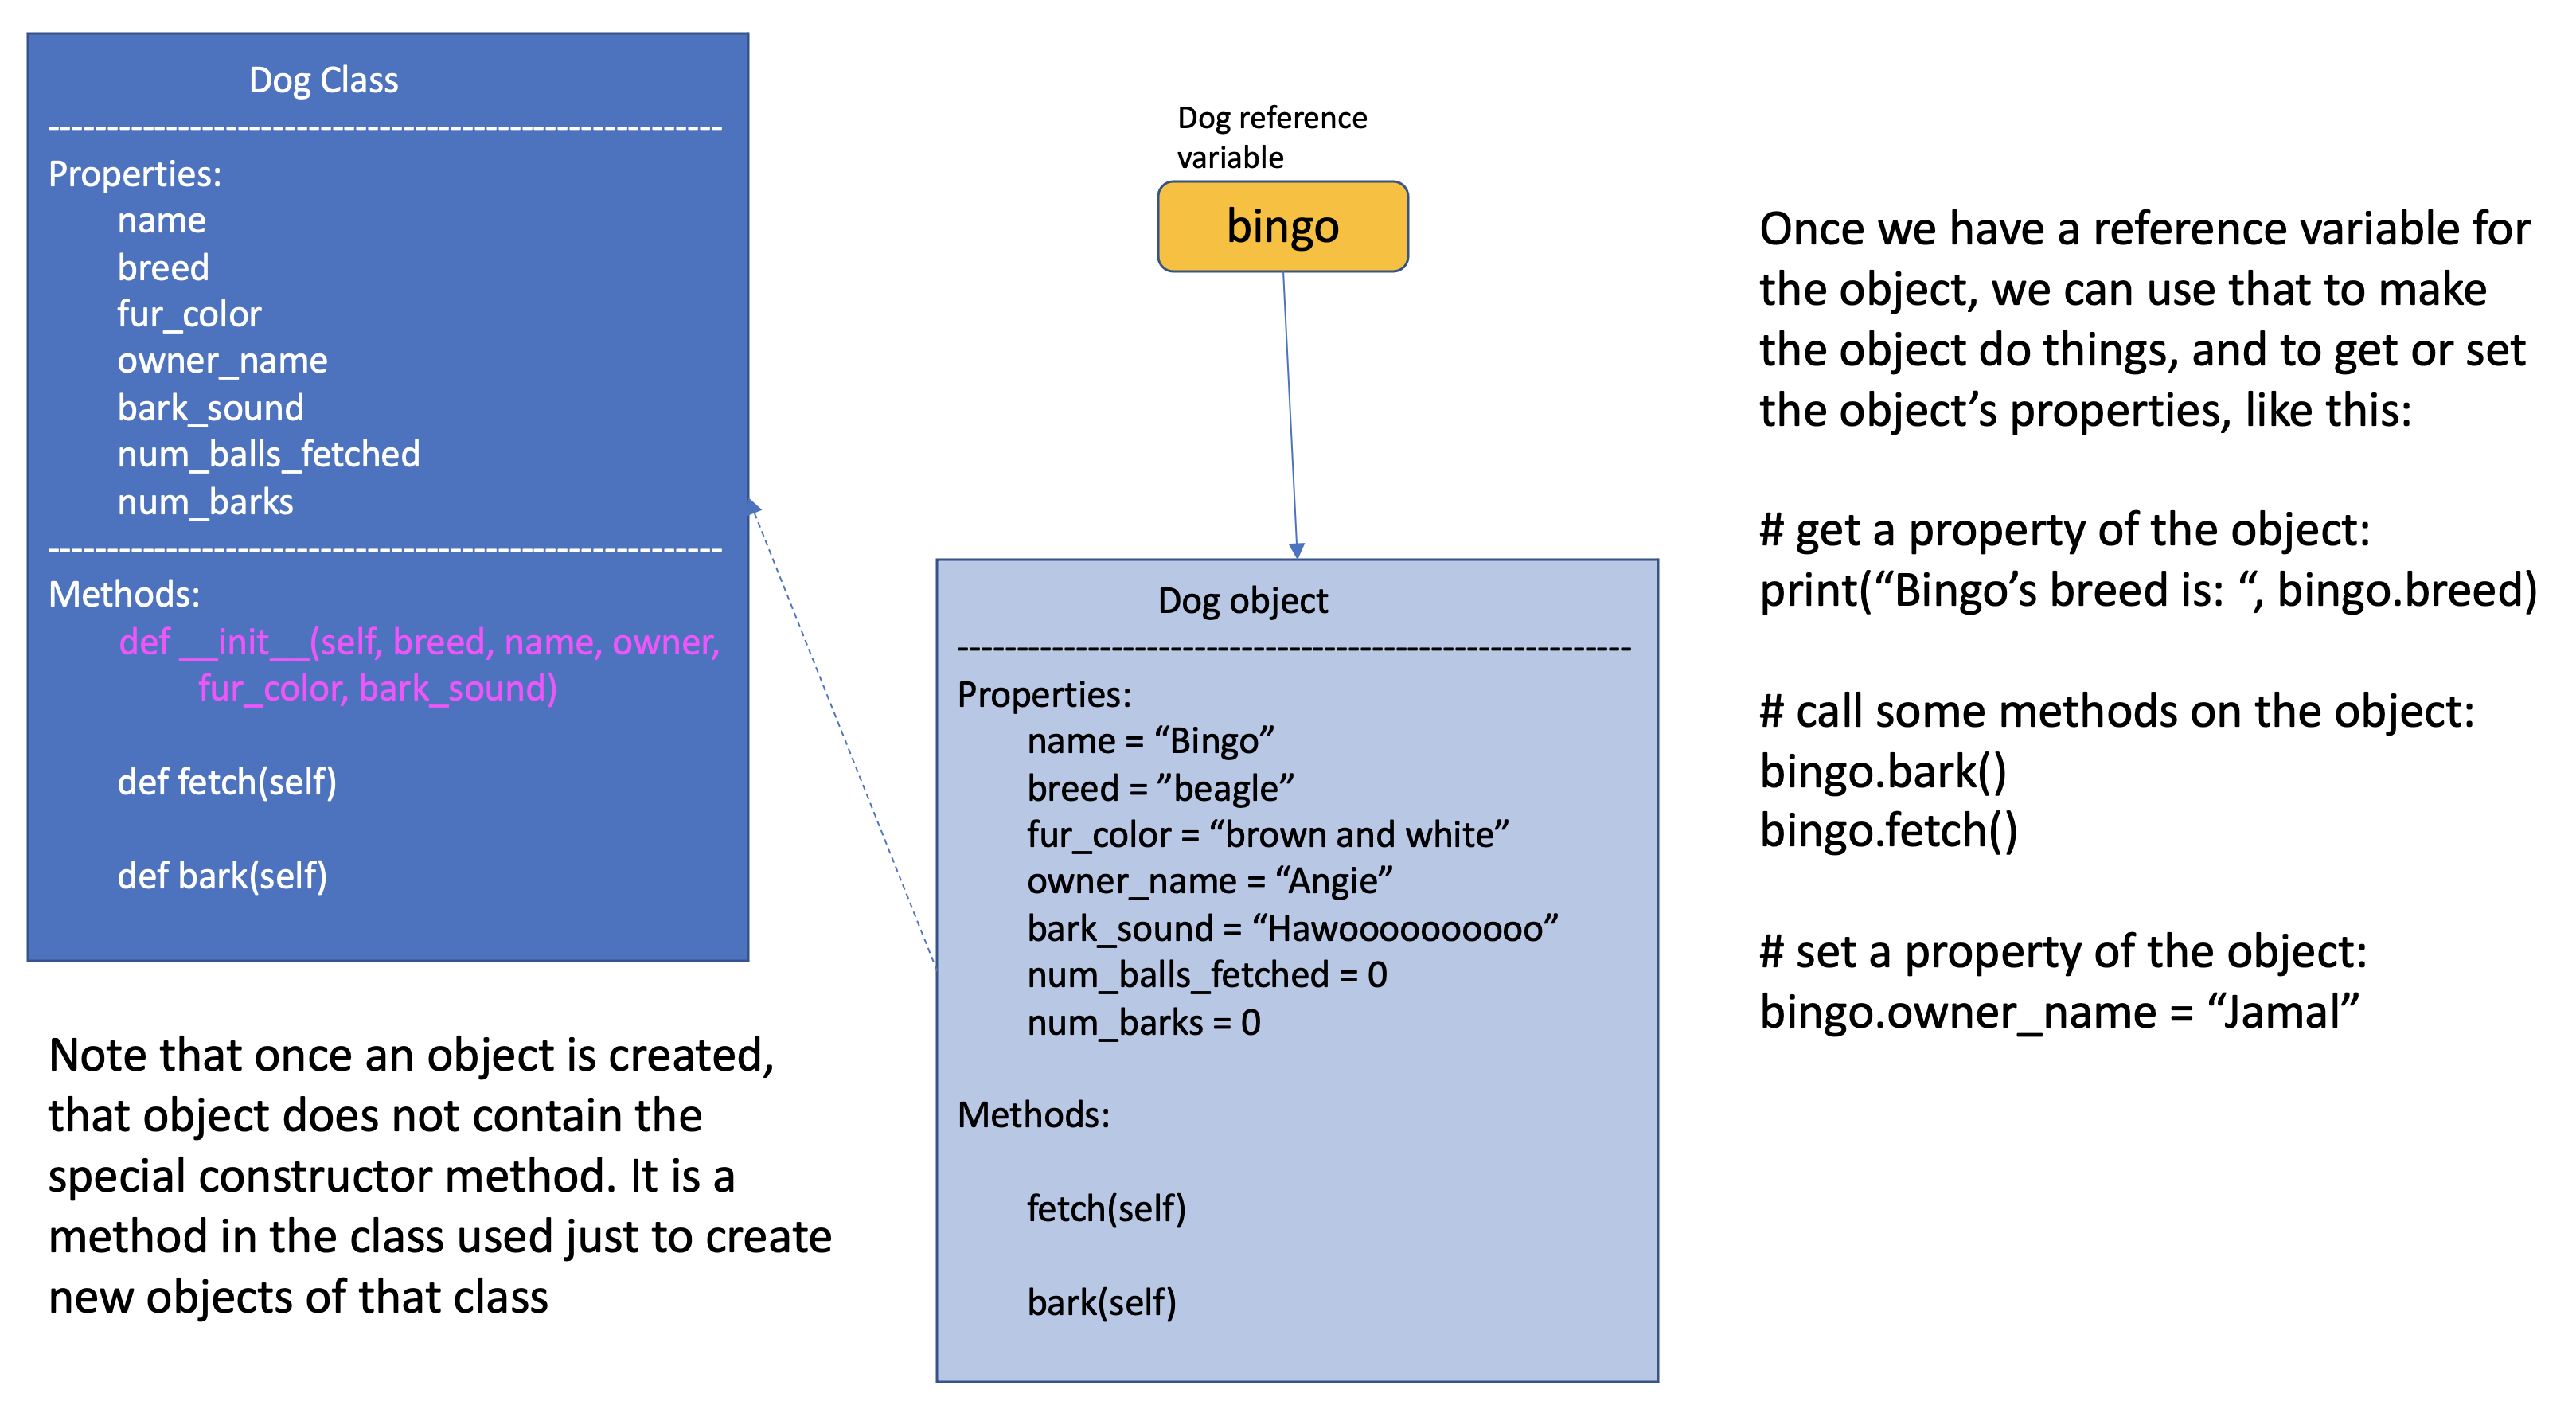 Dog Class
---------------------------------------------------------
Properties:
name
breed
fur_color
owner_name
bark_sound
num_balls_fetched
num_barks
---------------------------------------------------------
Methods:
def __init__(self, breed, name, owner,
fur_color, bark_sound)
def fetch(self)
def bark(self)
Note that once an object is created,
that object does not contain the
special constructor method. It is a
method in the class used just to create
new objects of that class
Dog reference
variable
bingo
Dog object
---------------------------------------------------------
Properties:
name = “Bingo”
breed = ”beagle”
fur_color = “brown and white”
owner_name = “Angie”
bark_sound = “Hawoooooooooo”
num_balls_fetched = 0
num_barks = 0
Methods:
fetch(self)
bark(self)
Once we have a reference variable for
the object, we can use that to make
the object do things, and to get or set
the object’s properties, like this:
# get a property of the object:
print(“Bingo’s breed is: “, bingo.breed)
# call some methods on the object:
bingo.bark()
bingo.fetch()
# set a property of the object:
bingo.owner_name = “Jamal”